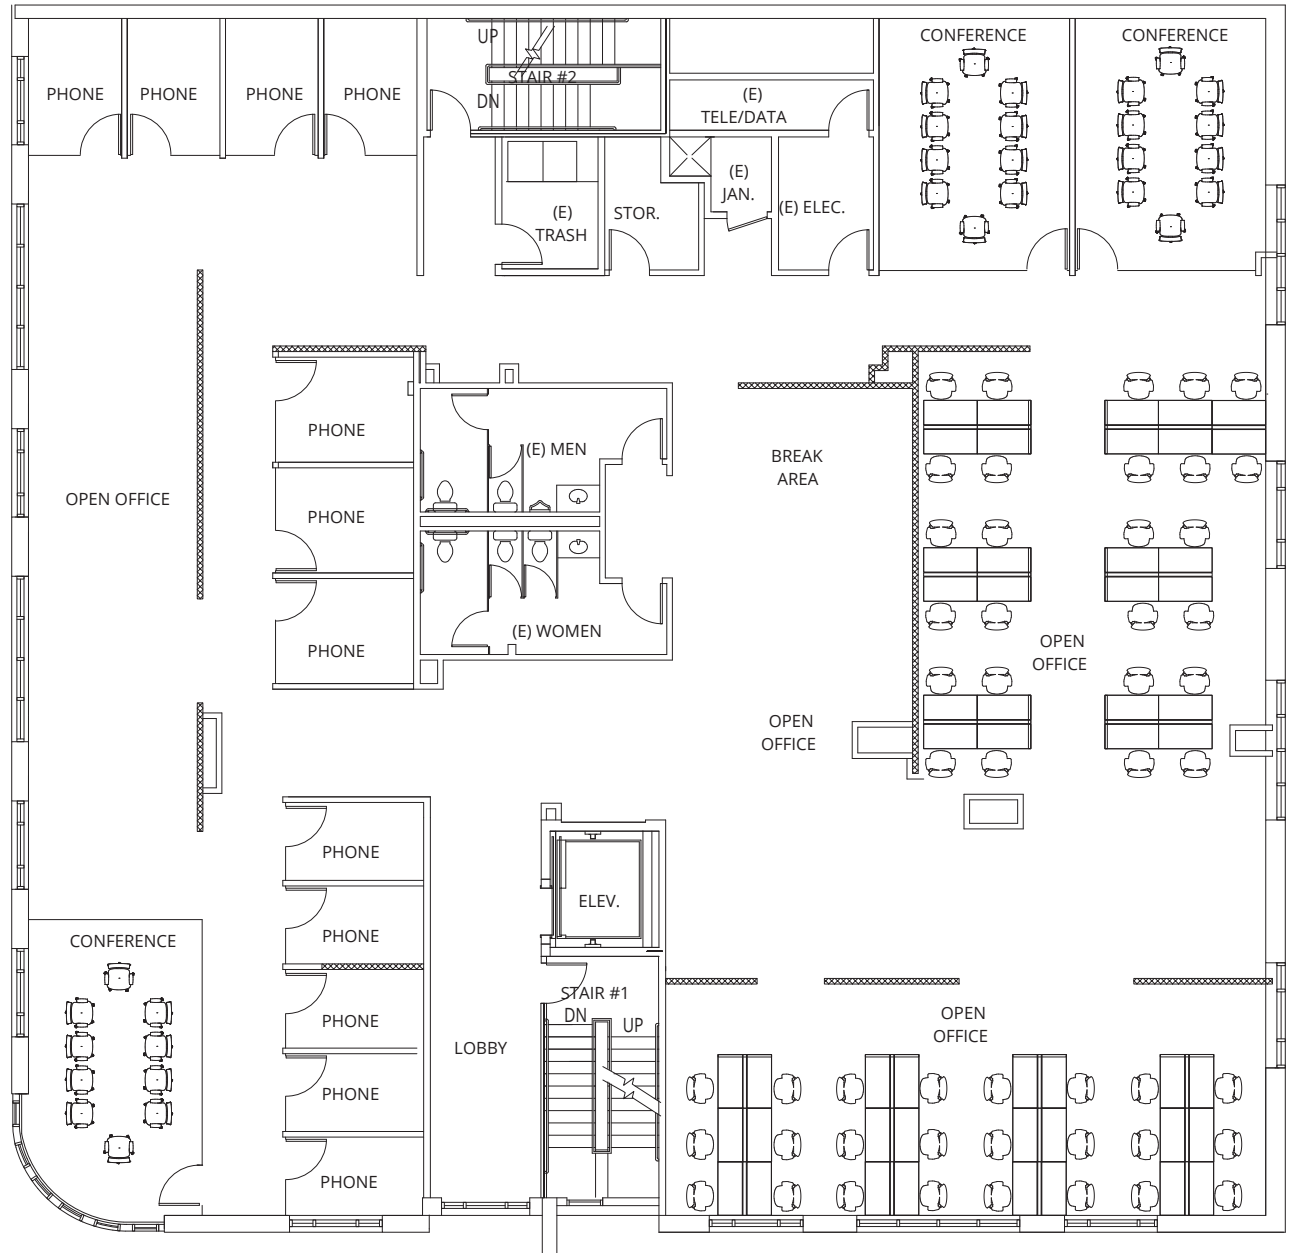 UP
CONFERENCE
CONFERENCE
STAIR #2
PHONE
PHONE
PHONE
PHONE
DN
(E)
TELE/DATA
(E)
JAN.
(E) ELEC.
(E)
TRASH
STOR.
PHONE
(E) MEN
BREAK
AREA
OPEN OFFICE
PHONE
(E) WOMEN
PHONE
OPEN
OFFICE
OPEN
OFFICE
PHONE
ELEV.
PHONE
CONFERENCE
STAIR #1
DN
UP
PHONE
OPEN
OFFICE
LOBBY
PHONE
PHONE